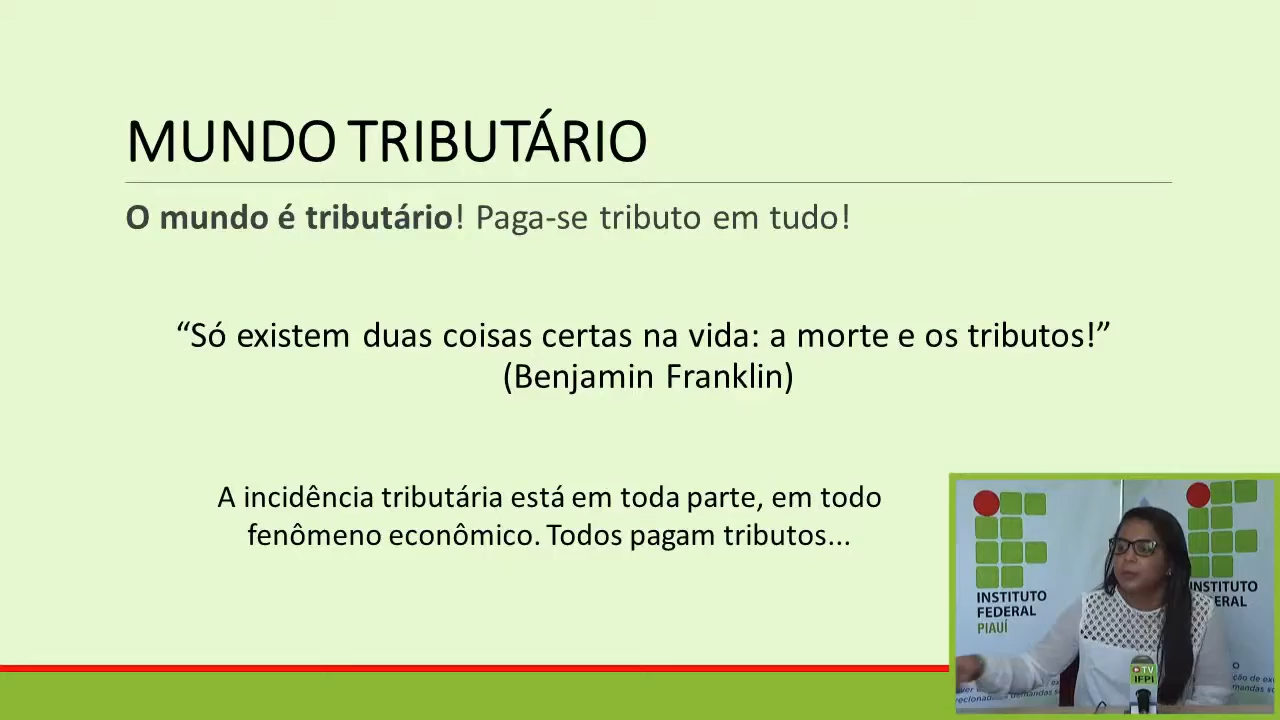 MUNDO TRIBUTÁRIO
O mundo é tributário! Paga-se tributo em tudo!
“Só existem duas coisas certas na vida: a morte e os tributos!”
(Benjamin Franklin)
A incidência tributária está em toda parte, em todo
fenômeno econômico. Todos pagam tributos...
INSTITUTO
FEDERAL
PIAUÍ
INSTITUTO
TV
IFPI